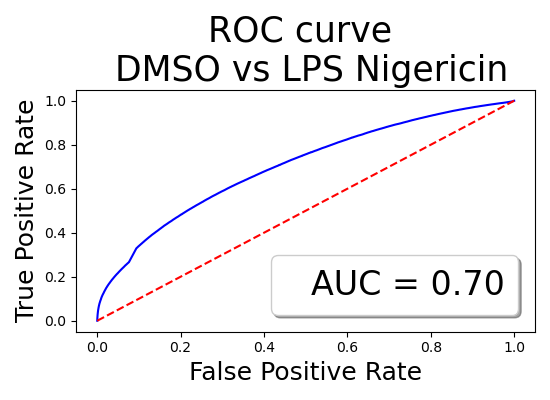 ROC curve
DMSO vs LPS Nigericin
True Positive Rate
1.0
0.8
0.6
0.4
0.2
0.0
AUC = 0.70
0.0 0.2 0.4 0.6 0.8 1.0
False Positive Rate